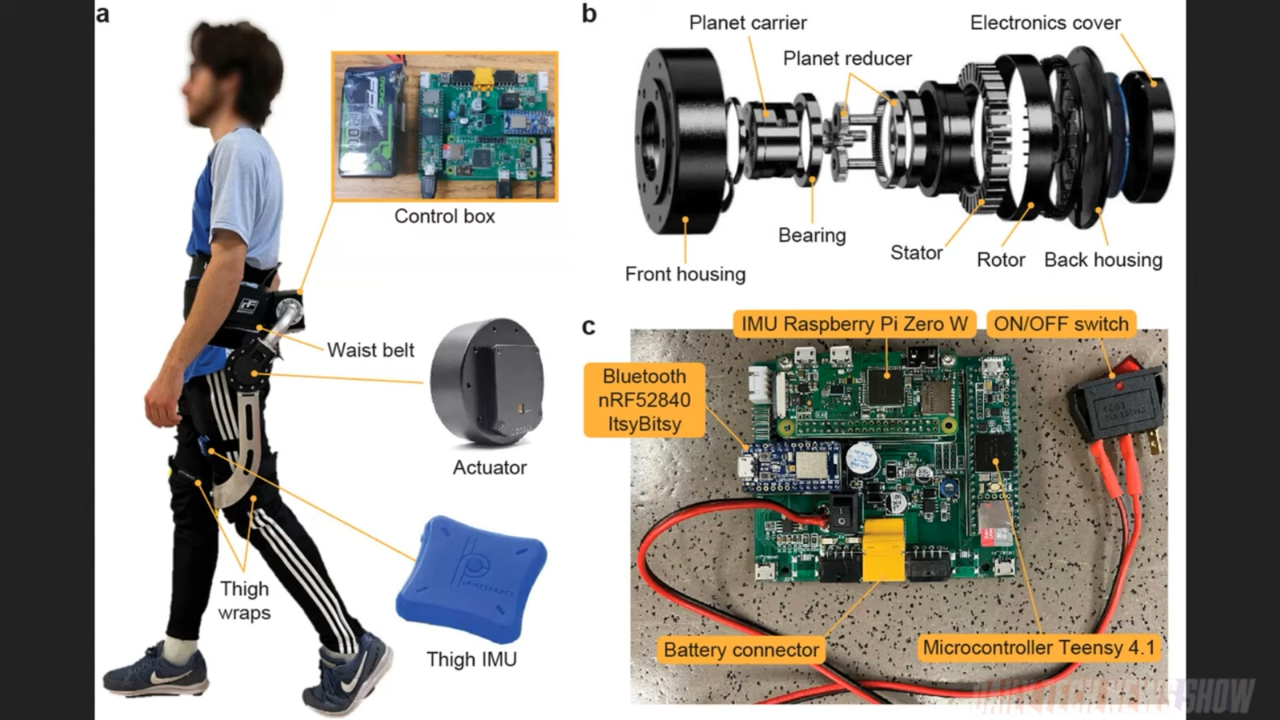 a
Control box
Waist belt
Actuator
Thigh
wraps
Thigh IMU
b
Planet carrier
Electronics cover
Planet reducer
Bearing
Stator
Rotor
Back housing
Front housing
c
IMU Raspberry Pi Zero W
ON/OFF switch
Bluetooth
nRF52840
ItsyBitsy
Battery connector
Microcontroller Teensy 4.1